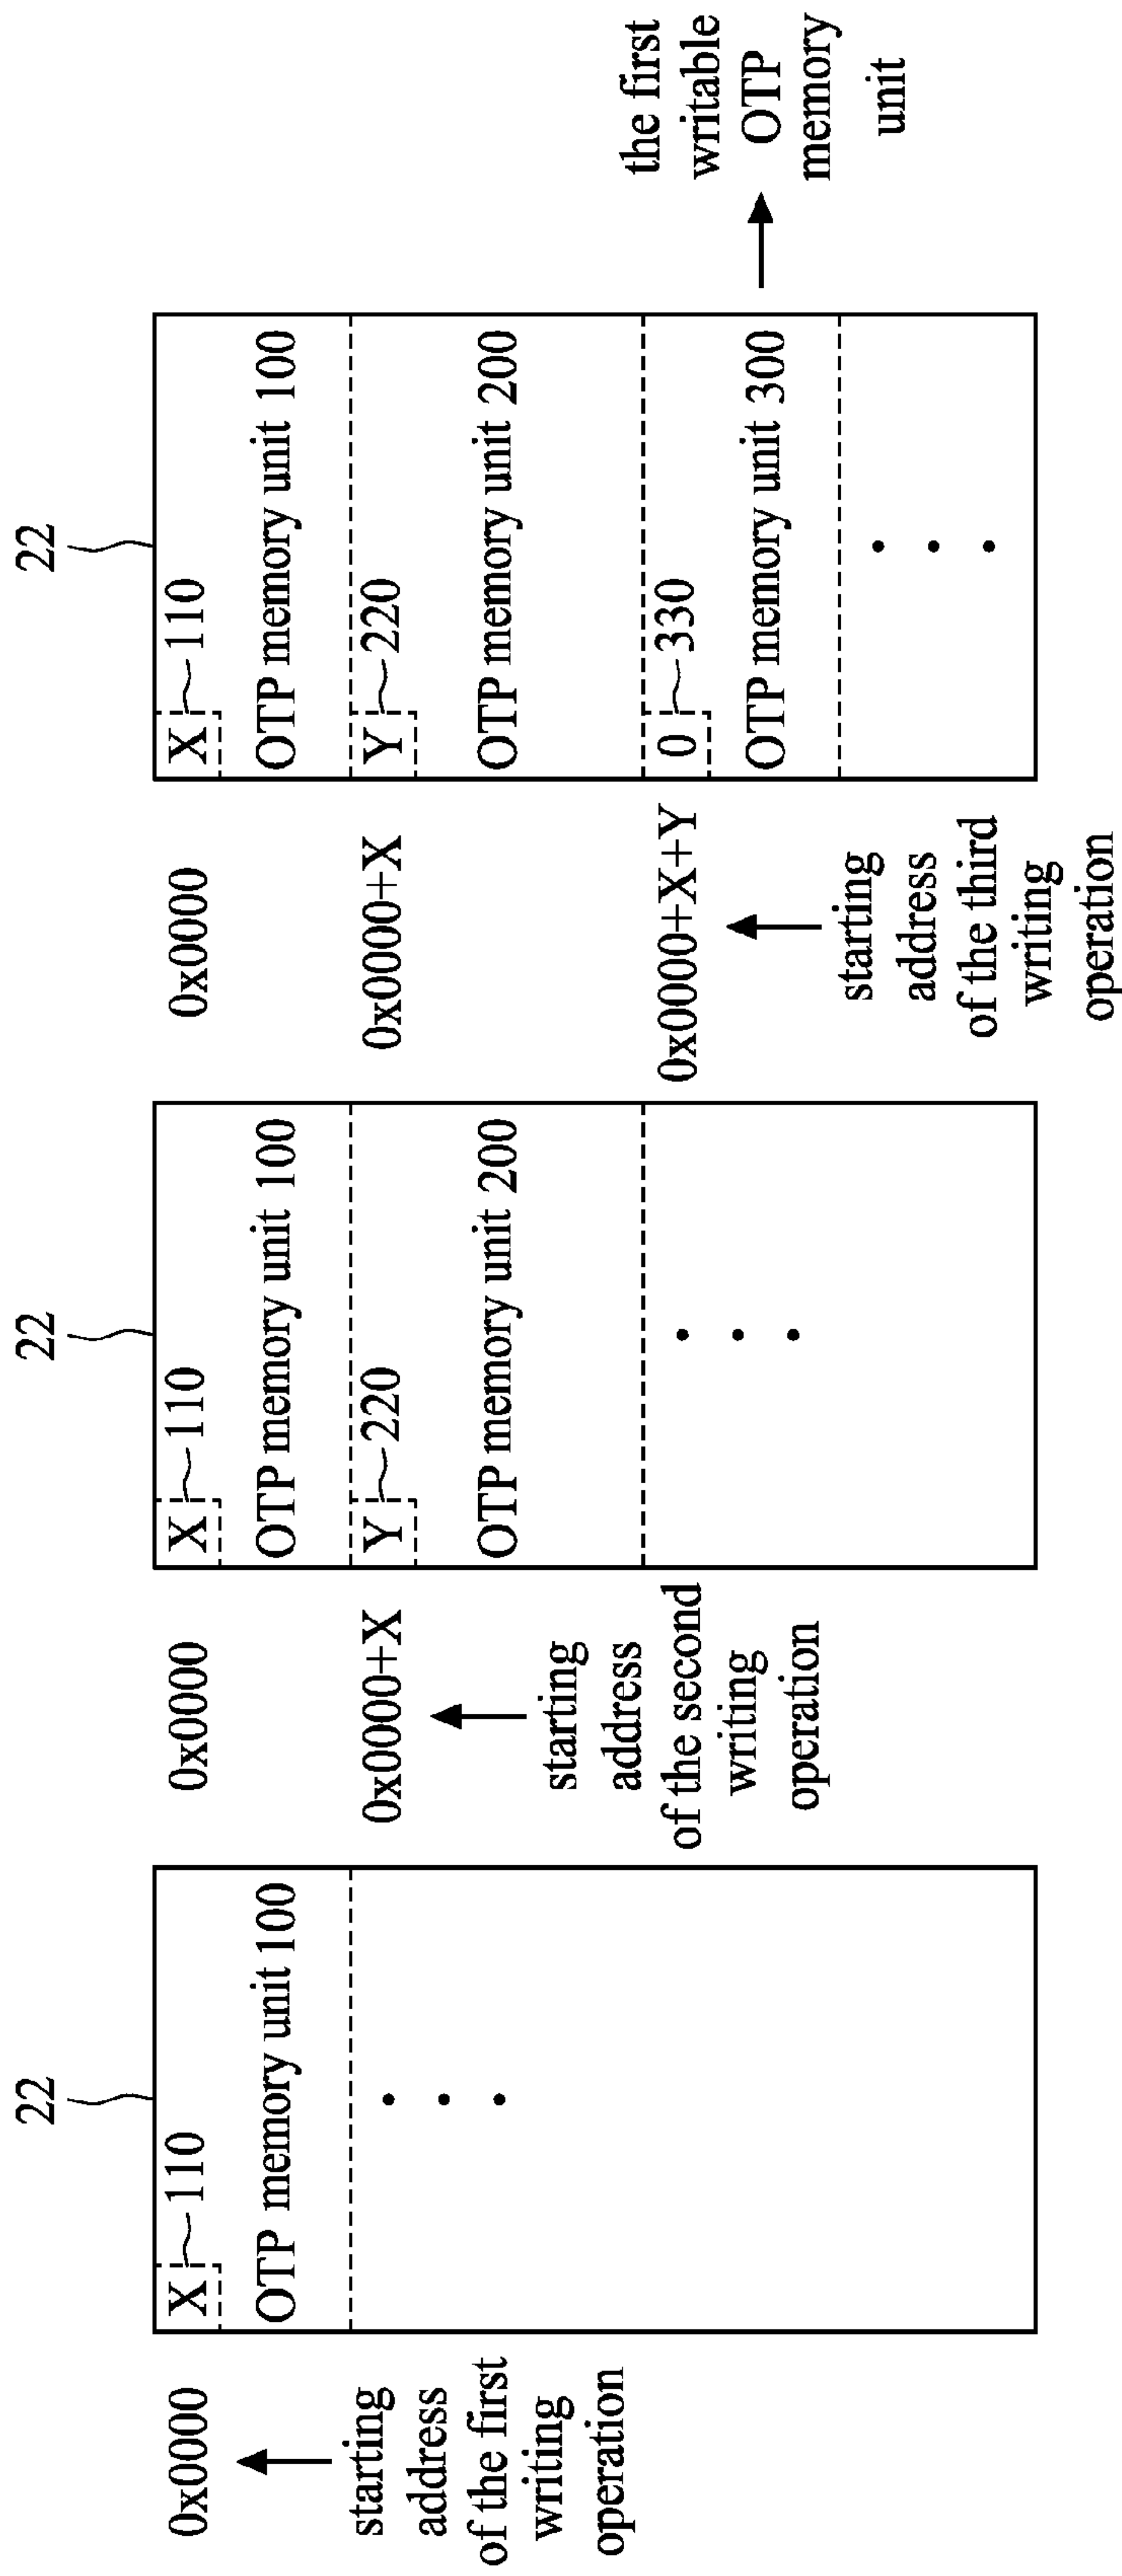 22
0x0000
X
110
OTP memory unit 100
starting
address
of the first
writing
operation
22
0x0000
X
110
OTP memory unit 100
0x0000+X
Y
220
OTP memory unit 200
starting
address
of the second
writing
operation
22
0x0000
X
110
OTP memory unit 100
0x0000+X
Y
220
OTP memory unit 200
0x0000+X+Y
0
330
OTP memory unit 300
starting
address
of the third
writing
operation
the first
writable
OTP
memory
unit